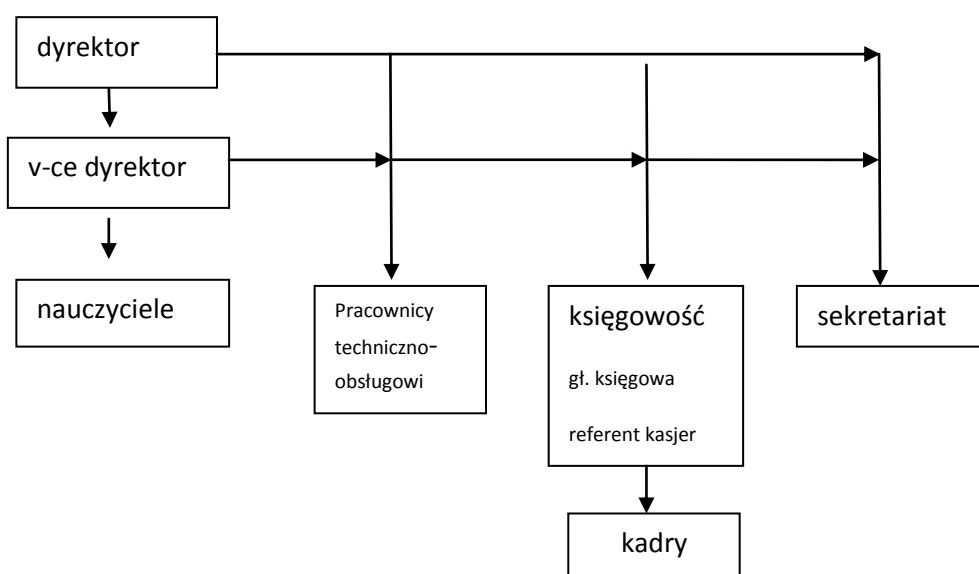 dyrektor
v-ce dyrektor
nauczyciele
Pracownicy
techniczno-
obsługowi
księgowość
gł. księgowa
referent kasjer
sekretariat
kadry